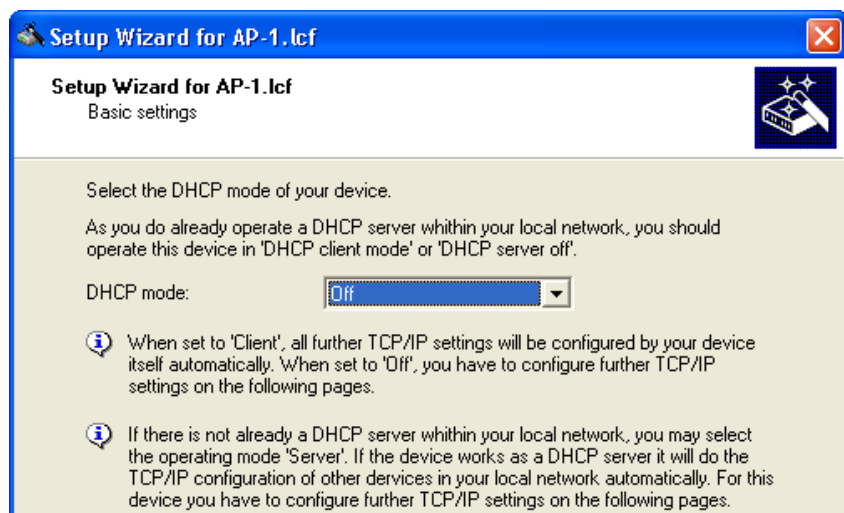 Setup Wizard for AP-1.lcf
Setup Wizard for AP-1.lcf
Basic settings
Select the DHCP mode of your device.
As you do already operate a DHCP server whithin your local network, you should
operate this device in 'DHCP client mode' or 'DHCP server off'.
DHCP mode:
Off
When set to 'Client', all further TCP/IP settings will be configured by your device
itself automatically. When set to 'Off', you have to configure further TCP/IP
settings on the following pages.
If there is not already a DHCP server whithin your local network, you may select
the operating mode 'Server'. If the device works as a DHCP server it will do the
TCP/IP configuration of other dervices in your local network automatically. For this
device you have to configure further TCP/IP settings on the following pages.